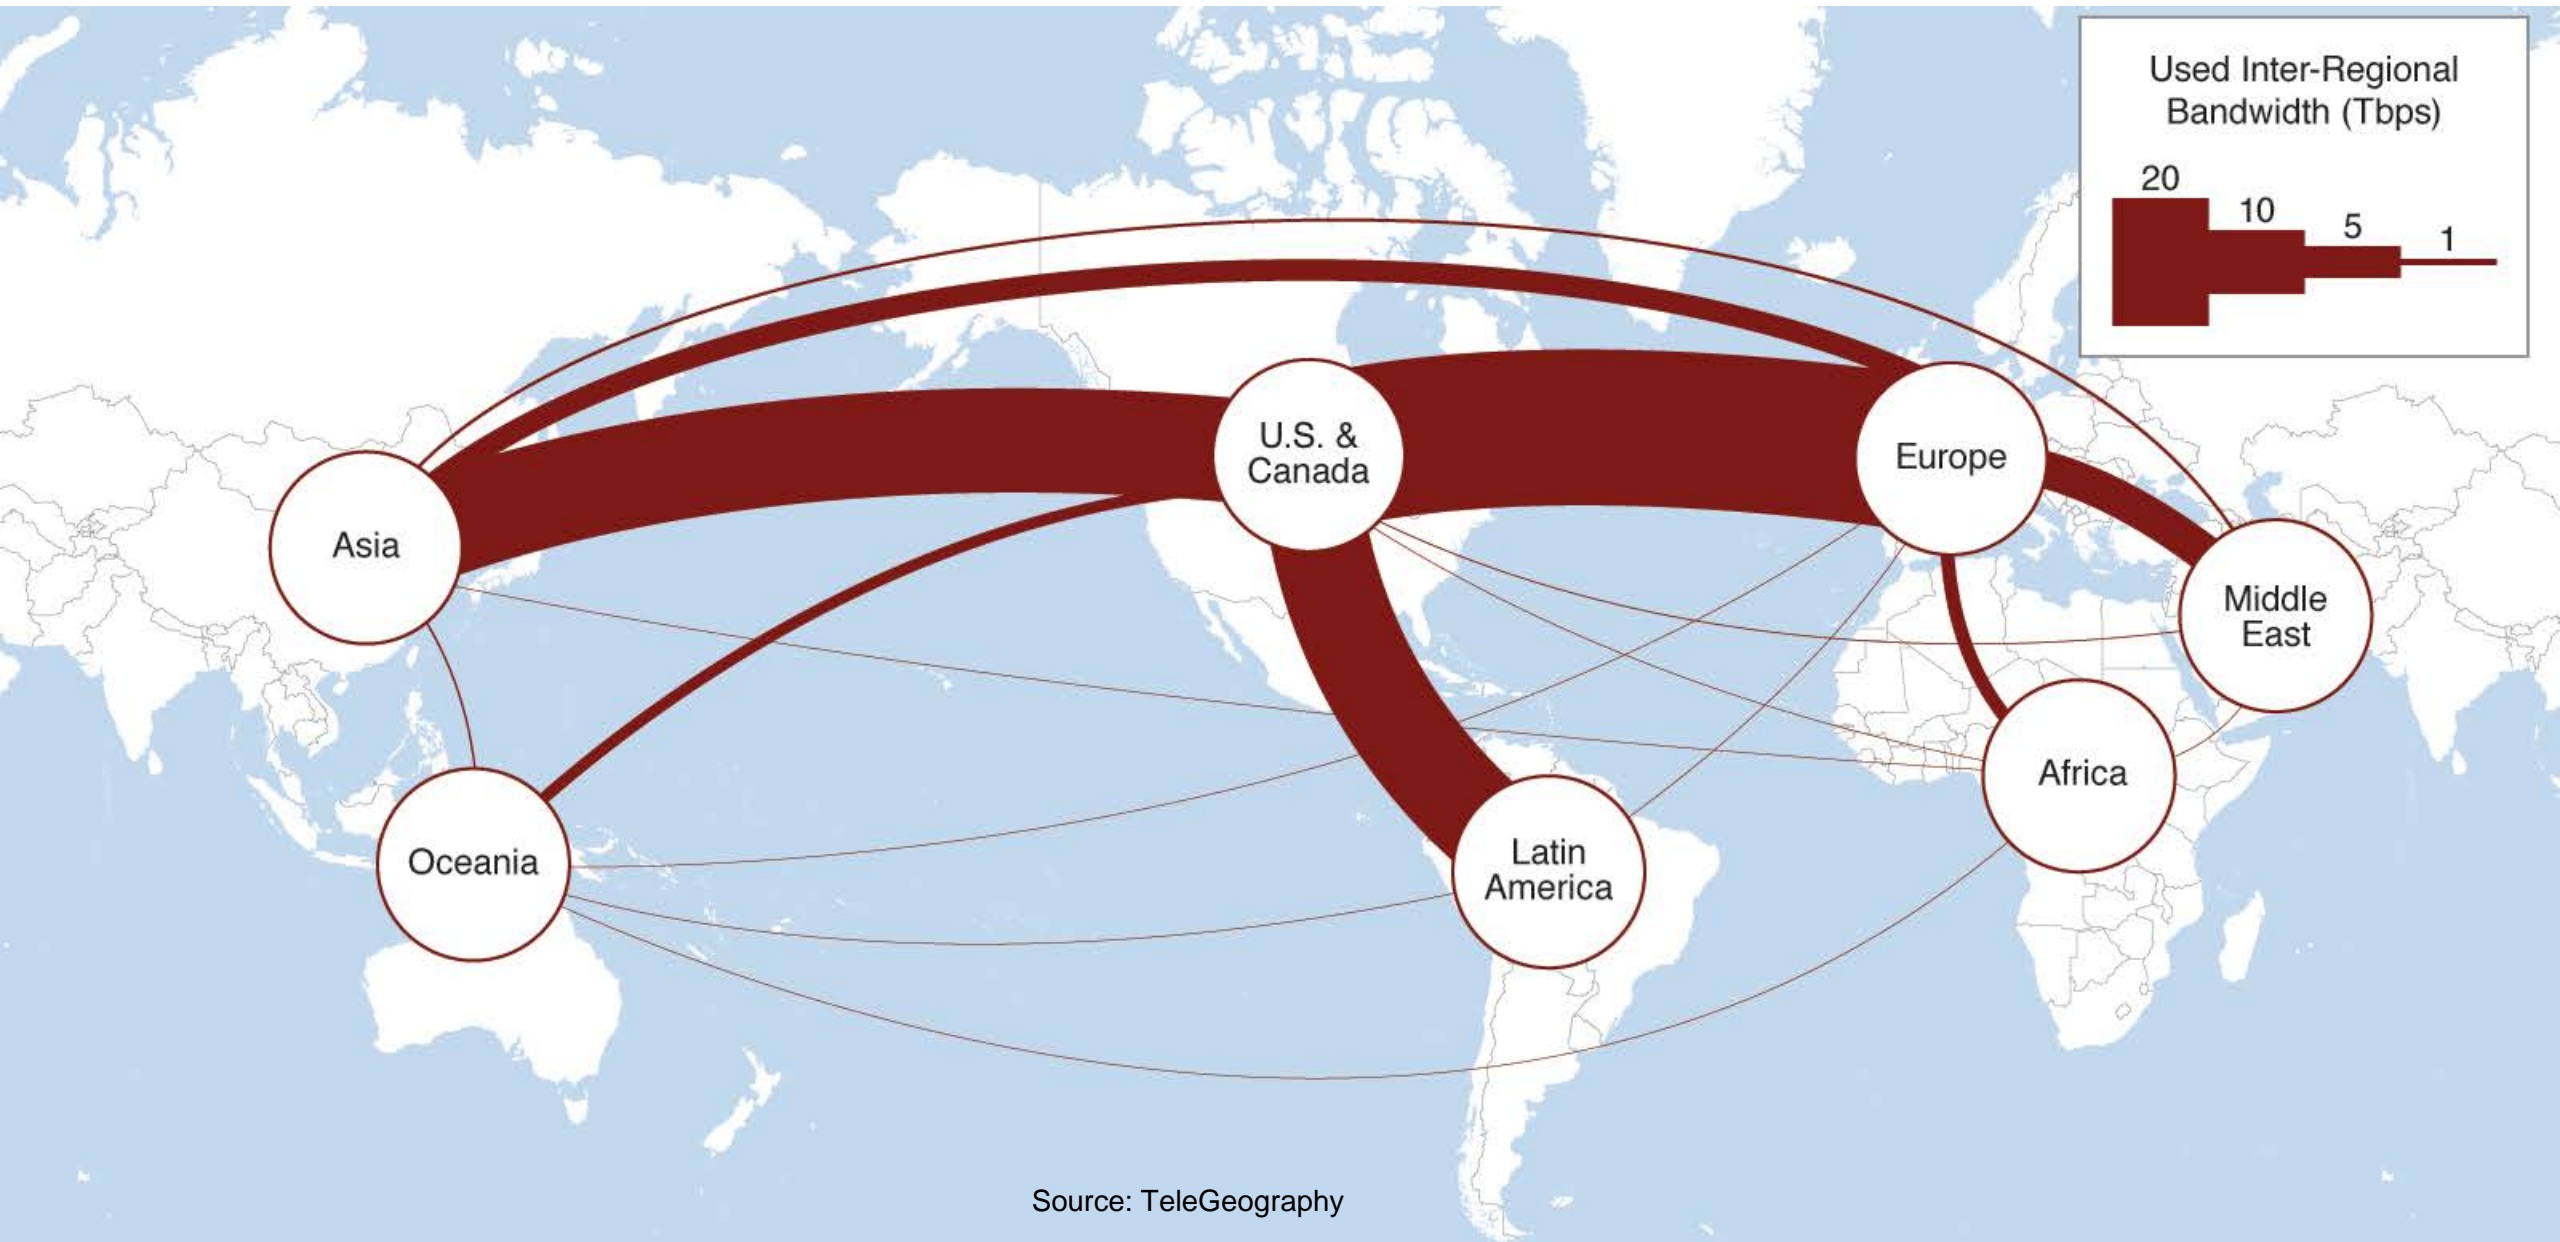 Used Inter-Regional
Bandwidth (Tbps)
20
10
5
1
U.S. &
Canada
Europe
Asia
Middle
East
Africa
Oceania
Latin
America
Source: TeleGeography